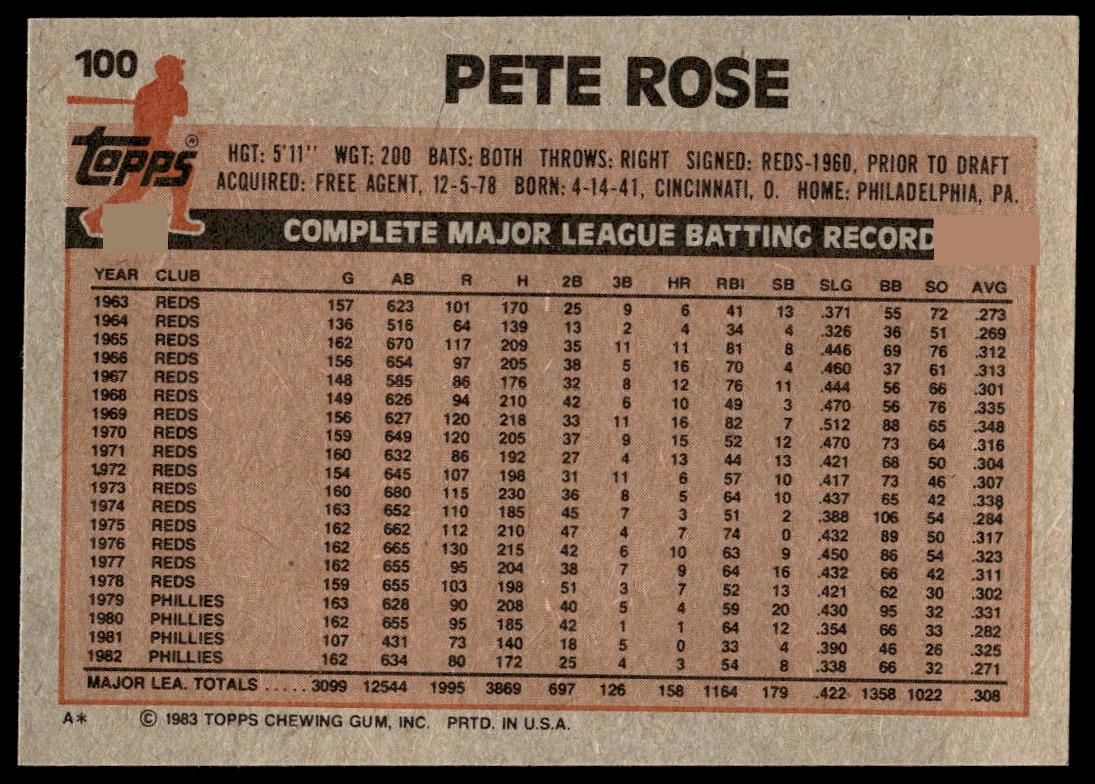 100
PETE ROSE
Topps®
HGT: 5'11" WGT: 200 BATS: BOTH THROWS: RIGHT SIGNED: REDS-1960, PRIOR TO DRAFT
ACQUIRED: FREE AGENT, 12-5-78 BORN: 4-14-41, CINCINNATI, O. HOME: PHILADELPHIA, PA.
COMPLETE MAJOR LEAGUE BATTING RECORD
YEAR CLUB G AB R H 2B 3B HR RBI SB SLG BB SO AVG
1963 REDS 157 623 101 170 25 9 6 41 13 .371 55 72 .273
1964 REDS 136 516 64 139 13 2 4 34 4 .326 36 51 .269
1965 REDS 162 670 117 209 35 11 11 81 8 .446 69 76 .312
1966 REDS 156 654 97 205 38 5 16 70 4 .460 37 61 .313
1967 REDS 148 585 86 176 32 8 12 76 11 .444 56 66 .301
1968 REDS 149 626 94 210 42 6 10 49 3 .470 56 76 .335
1969 REDS 156 627 120 218 33 11 16 82 7 .512 88 65 .348
1970 REDS 159 649 120 205 37 9 15 52 12 .470 73 64 .316
1971 REDS 160 632 86 192 27 4 13 44 13 .421 68 50 .304
1972 REDS 154 645 107 198 31 11 6 57 10 .417 73 46 .307
1973 REDS 160 680 115 230 36 8 5 64 10 .437 65 42 .338
1974 REDS 163 652 110 185 45 7 3 51 2 .388 106 54 .284
1975 REDS 162 662 112 210 47 4 7 74 0 .432 89 50 .317
1976 REDS 162 665 130 215 42 6 10 63 9 .450 86 54 .323
1977 REDS 162 655 95 204 38 7 9 64 16 .432 66 42 .311
1978 REDS 159 655 103 198 51 3 7 52 13 .421 62 30 .302
1979 PHILLIES 163 628 90 208 40 5 4 59 20 .430 95 32 .331
1980 PHILLIES 162 655 95 185 42 1 1 64 12 .354 66 33 .282
1981 PHILLIES 107 431 73 140 18 5 0 33 4 .390 46 26 .325
1982 PHILLIES 162 634 80 172 25 4 3 54 8 .338 66 32 .271
MAJOR LEA. TOTALS ..... 3099 12544 1995 3869 697 126 158 1164 179 .422 1358 1022 .308
A* © 1983 TOPPS CHEWING GUM, INC. PRTD. IN U.S.A.